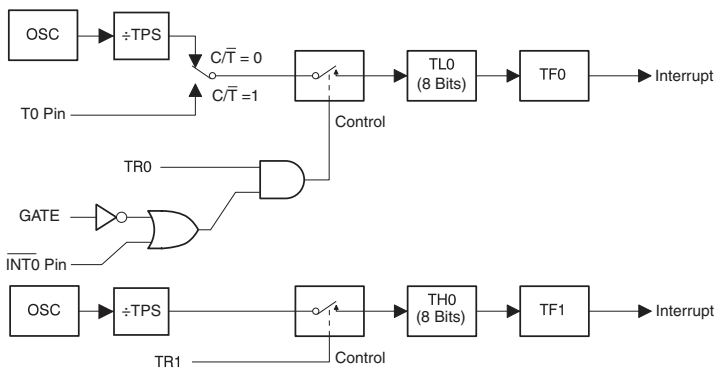 OSC
÷TPS
C/T̅ = 0
C/T̅ =1
T0 Pin
TL0
(8 Bits)
TF0
Interrupt
Control
TR0
GATE
I̅N̅T̅0̅ Pin
OSC
÷TPS
TH0
(8 Bits)
TF1
Interrupt
TR1
Control